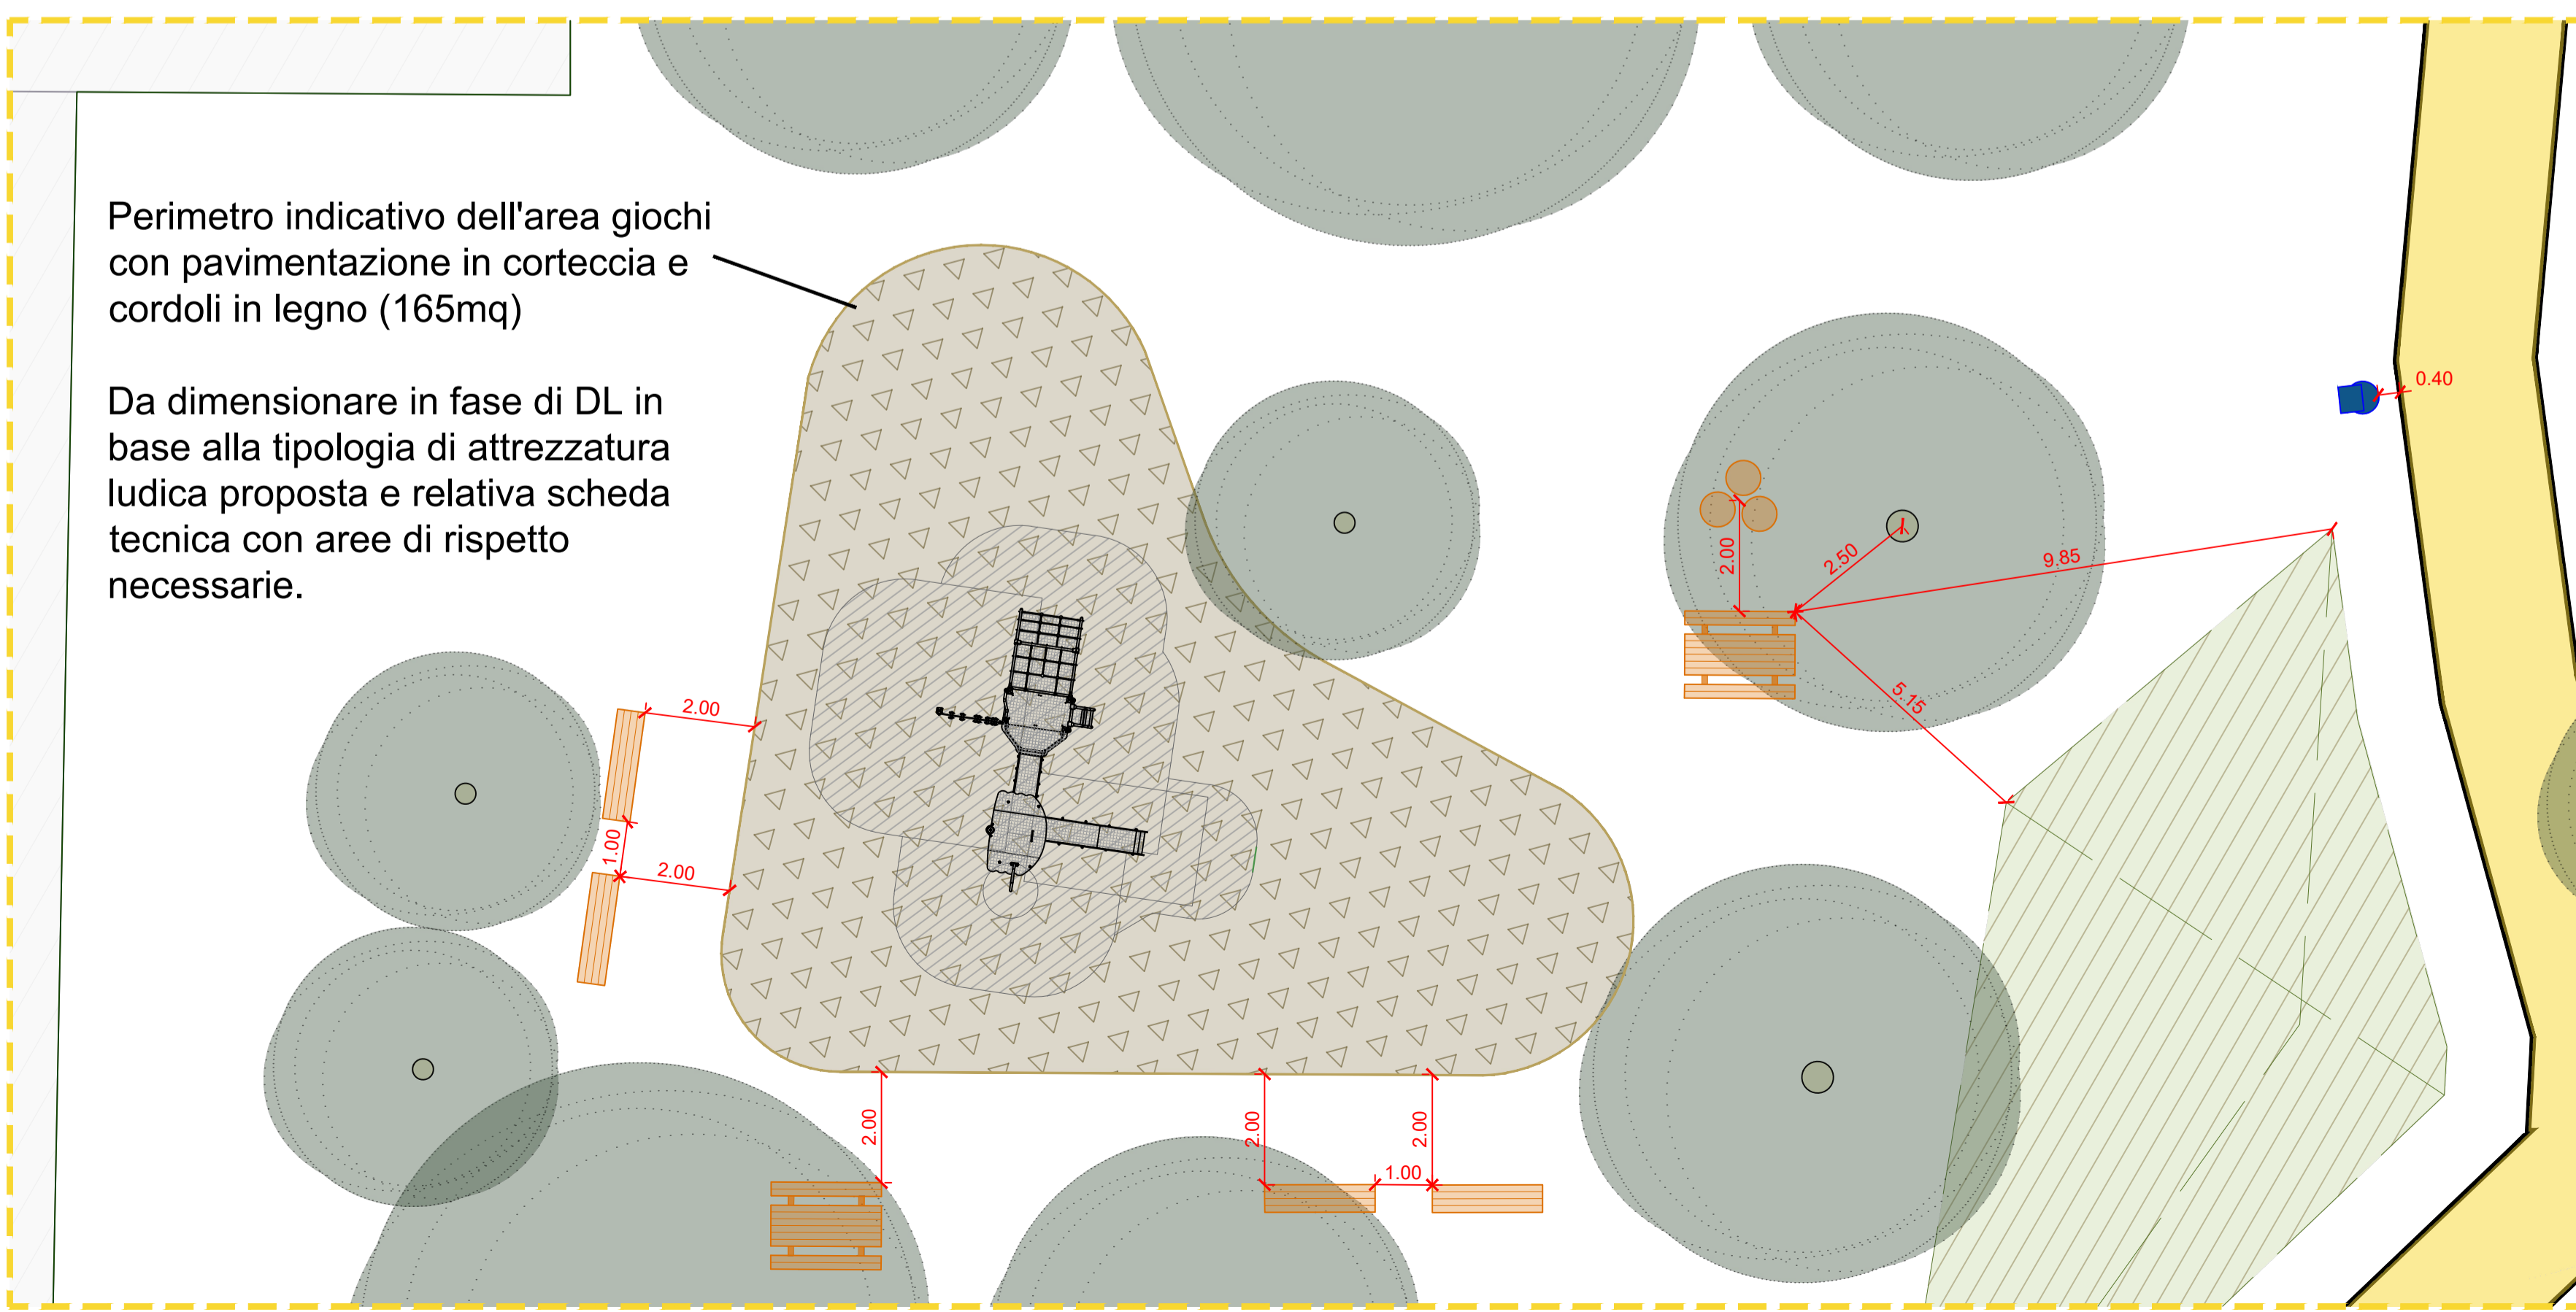 Perimetro indicativo dell'area giochi
con pavimentazione in corteccia e
cordoli in legno (165mq)
Da dimensionare in fase di DL in
base alla tipologia di attrezzatura
ludica proposta e relativa scheda
tecnica con aree di rispetto
necessarie.
0.40
2.00
2.50
9.85
5.15
2.00
1.00
2.00
2.00
2.00
2.00
1.00